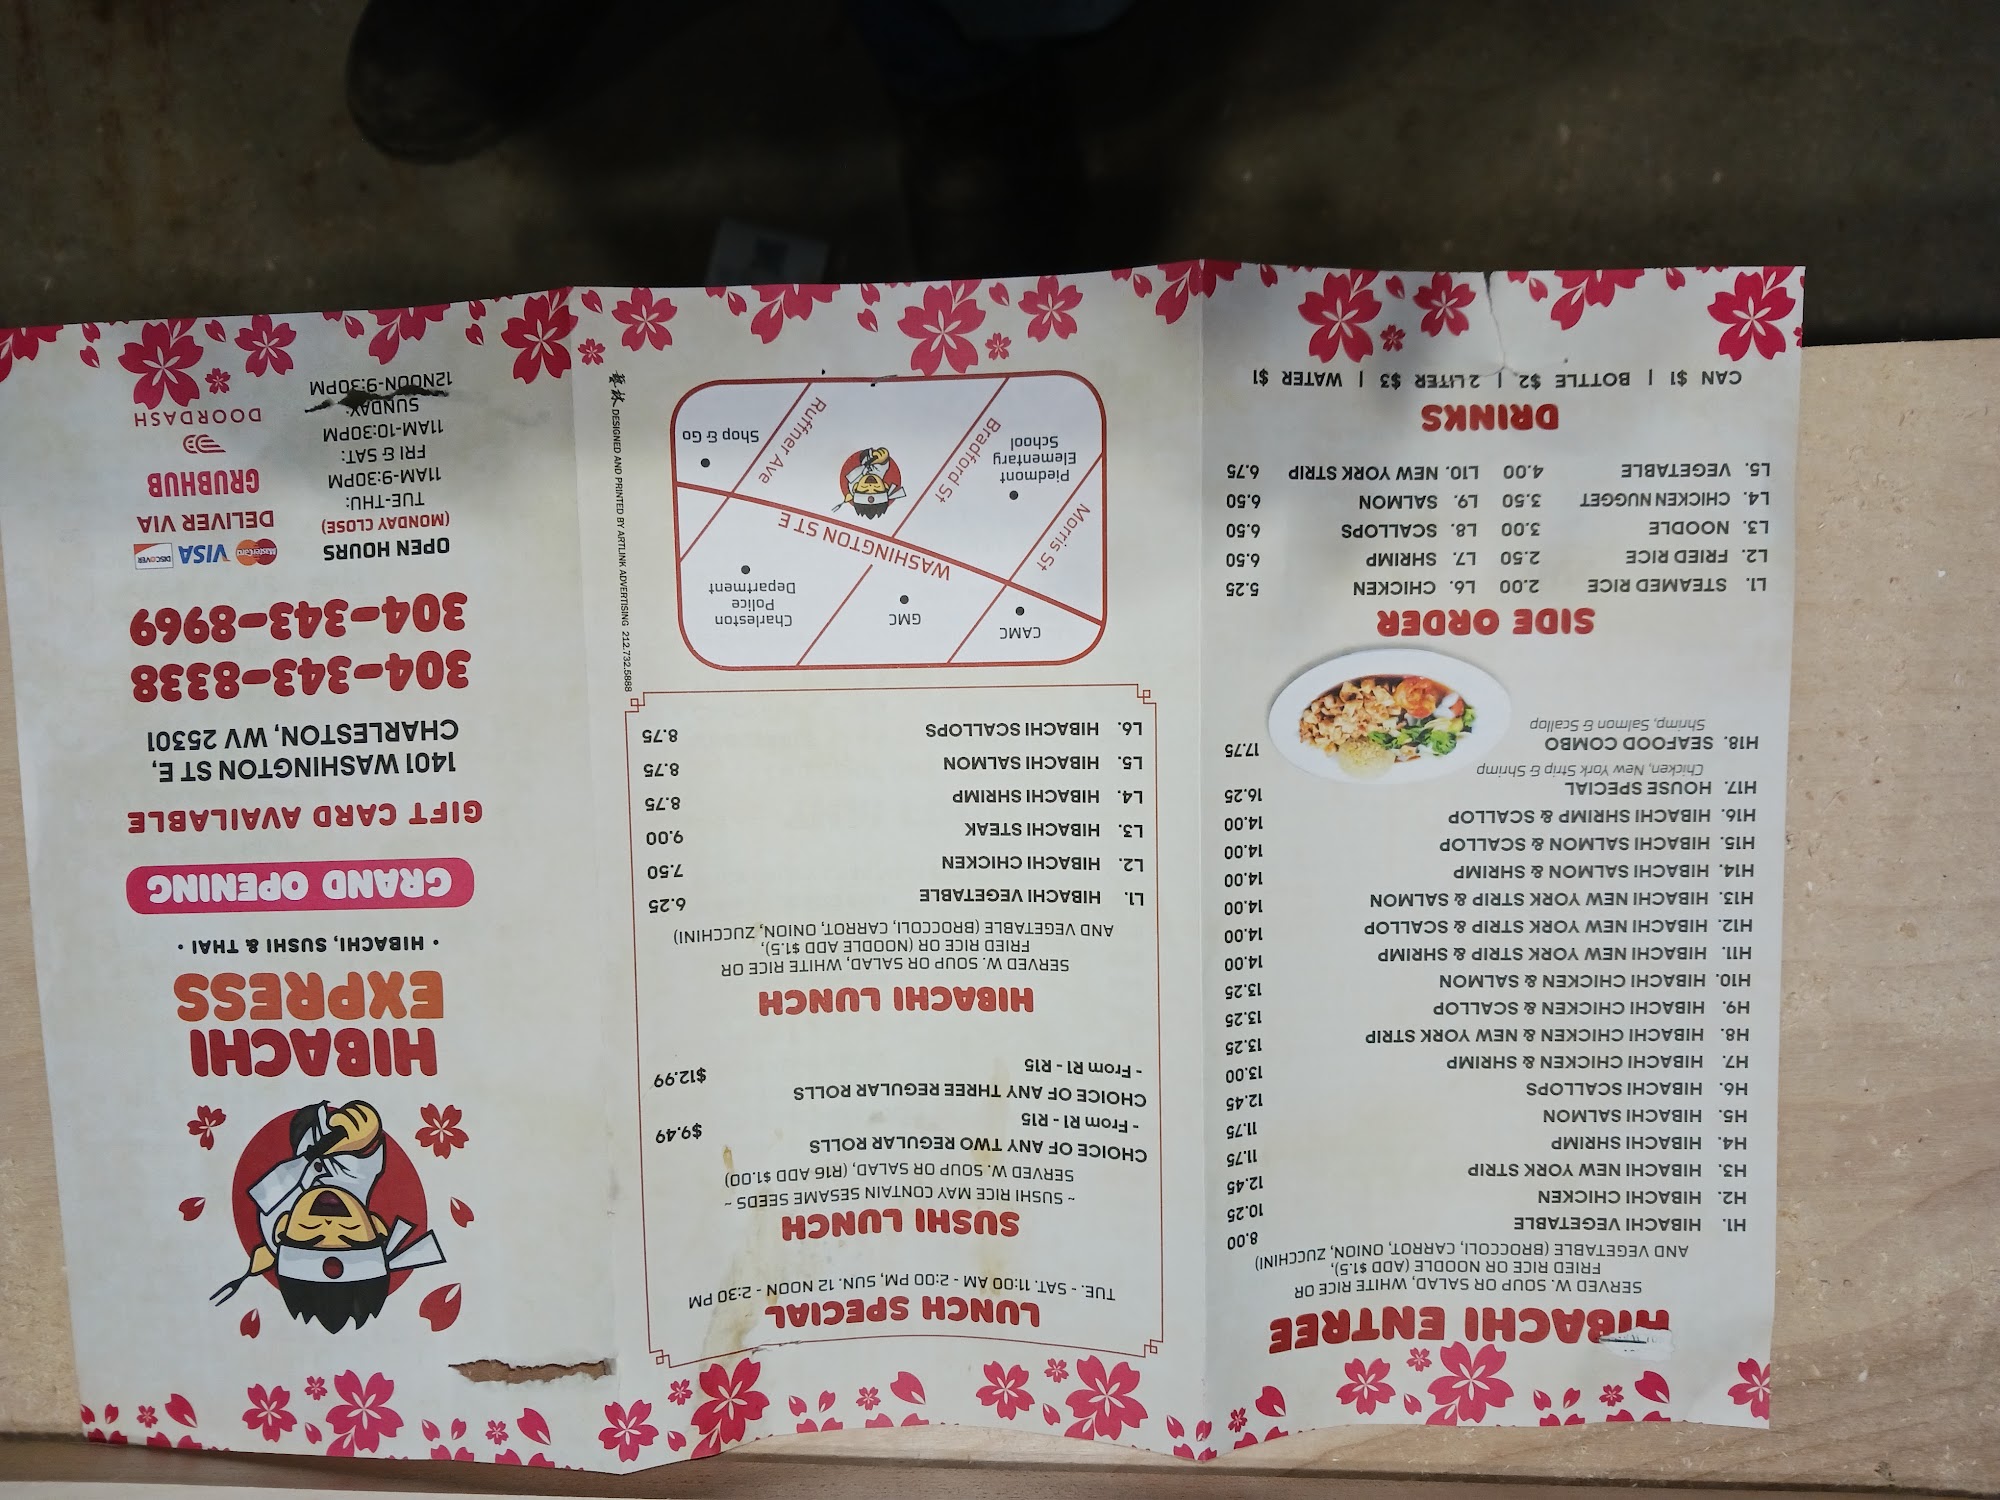 HIBACHI ENTREE
SERVED W. SOUP OR SALAD, WHITE RICE OR
FRIED RICE OR NOODLE (ADD $1.5),
AND VEGETABLE (BROCCOLI, CARROT, ONION, ZUCCHINI)
H1. HIBACHI VEGETABLE 8.00
H2. HIBACHI CHICKEN 10.25
H3. HIBACHI NEW YORK STRIP 12.45
H4. HIBACHI SHRIMP 11.75
H5. HIBACHI SALMON 11.75
H6. HIBACHI SCALLOPS 12.45
H7. HIBACHI CHICKEN & SHRIMP 13.00
H8. HIBACHI CHICKEN & NEW YORK STRIP 13.25
H9. HIBACHI CHICKEN & SCALLOP 13.25
H10. HIBACHI CHICKEN & SALMON 13.25
H11. HIBACHI NEW YORK STRIP & SHRIMP 14.00
H12. HIBACHI NEW YORK STRIP & SCALLOP 14.00
H13. HIBACHI NEW YORK STRIP & SALMON 14.00
H14. HIBACHI SALMON & SHRIMP 14.00
H15. HIBACHI SALMON & SCALLOP 14.00
H16. HIBACHI SHRIMP & SCALLOP 14.00
H17. HOUSE SPECIAL 16.25
Chicken, New York Strip & Shrimp
H18. SEAFOOD COMBO 17.75
Shrimp, Salmon & Scallop
SIDE ORDER
L1. STEAMED RICE 2.00 L6. CHICKEN 5.25
L2. FRIED RICE 2.50 L7. SHRIMP 6.50
L3. NOODLE 3.00 L8. SCALLOPS 6.50
L4. CHICKEN NUGGET 3.50 L9. SALMON 6.50
L5. VEGETABLE 4.00 L10. NEW YORK STRIP 6.75
DRINKS
CAN $1 | BOTTLE $2 | 2 LITER $3 | WATER $1
LUNCH SPECIAL
TUE. - SAT. 11:00 AM - 2:00 PM, SUN. 12 NOON - 2:30 PM
SUSHI LUNCH
~ SUSHI RICE MAY CONTAIN SESAME SEEDS ~
SERVED W. SOUP OR SALAD, (R16 ADD $1.00)
CHOICE OF ANY TWO REGULAR ROLLS $9.49
- From R1 - R15
CHOICE OF ANY THREE REGULAR ROLLS $12.99
- From R1 - R15
HIBACHI LUNCH
SERVED W. SOUP OR SALAD, WHITE RICE OR
FRIED RICE OR (NOODLE ADD $1.5),
AND VEGETABLE (BROCCOLI, CARROT, ONION, ZUCCHINI)
L1. HIBACHI VEGETABLE 6.25
L2. HIBACHI CHICKEN 7.50
L3. HIBACHI STEAK 9.00
L4. HIBACHI SHRIMP 8.75
L5. HIBACHI SALMON 8.75
L6. HIBACHI SCALLOPS 8.75
CAMC
GMC
Charleston
Police
Department
WASHINGTON ST E
Morris St
Piedmont
Elementary
School
Bradford St
Ruffner Ave
Shop & Go
DESIGNED AND PRINTED BY ARTLINK ADVERTISING 212.732.5888
HIBACHI
EXPRESS
• HIBACHI, SUSHI & THAI •
GRAND OPENING
GIFT CARD AVAILABLE
1401 WASHINGTON ST E,
CHARLESTON, WV 25301
304-343-8338
304-343-8969
OPEN HOURS
(MONDAY CLOSE)
TUE-THU:
11AM-9:30PM
FRI & SAT:
11AM-10:30PM
SUNDAY:
12NOON-9:30PM
MasterCard VISA DISCOVER
DELIVER VIA
GRUBHUB
DOORDASH